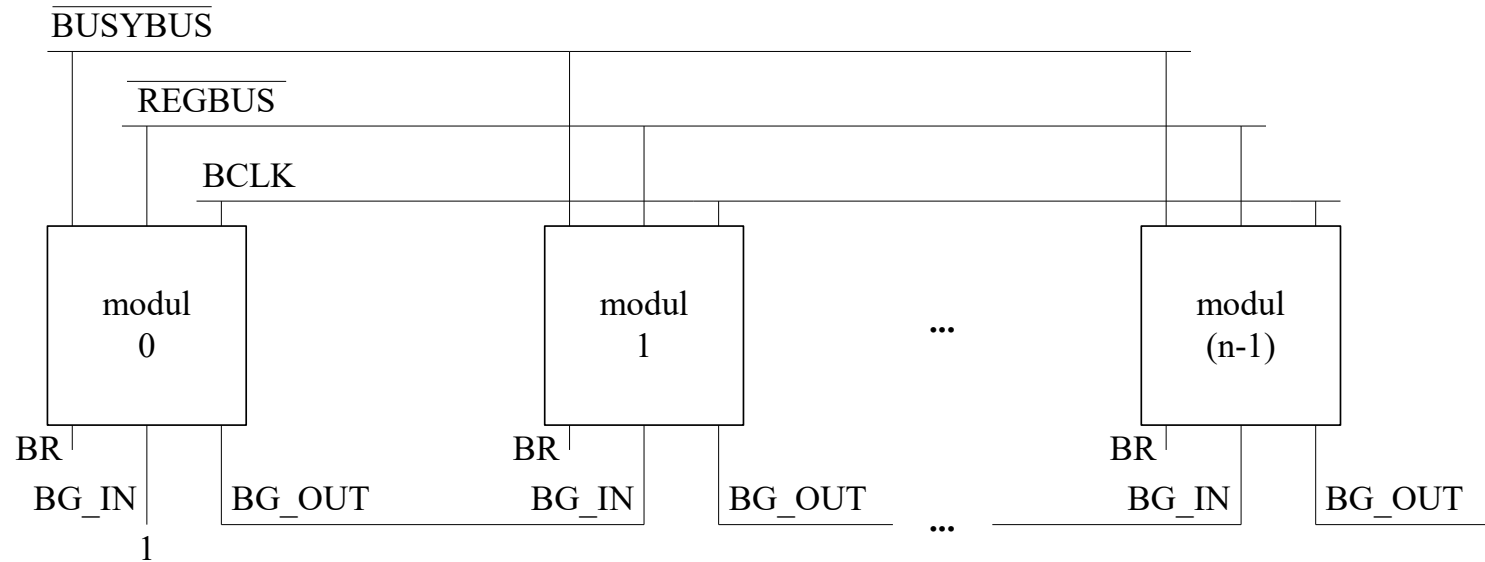 BUSYBUS
REGBUS
BCLK
modul
0
modul
1
...
modul
(n-1)
BR
BR
BR
BG_IN
BG_OUT
BG_IN
BG_OUT
...
BG_IN
BG_OUT
1